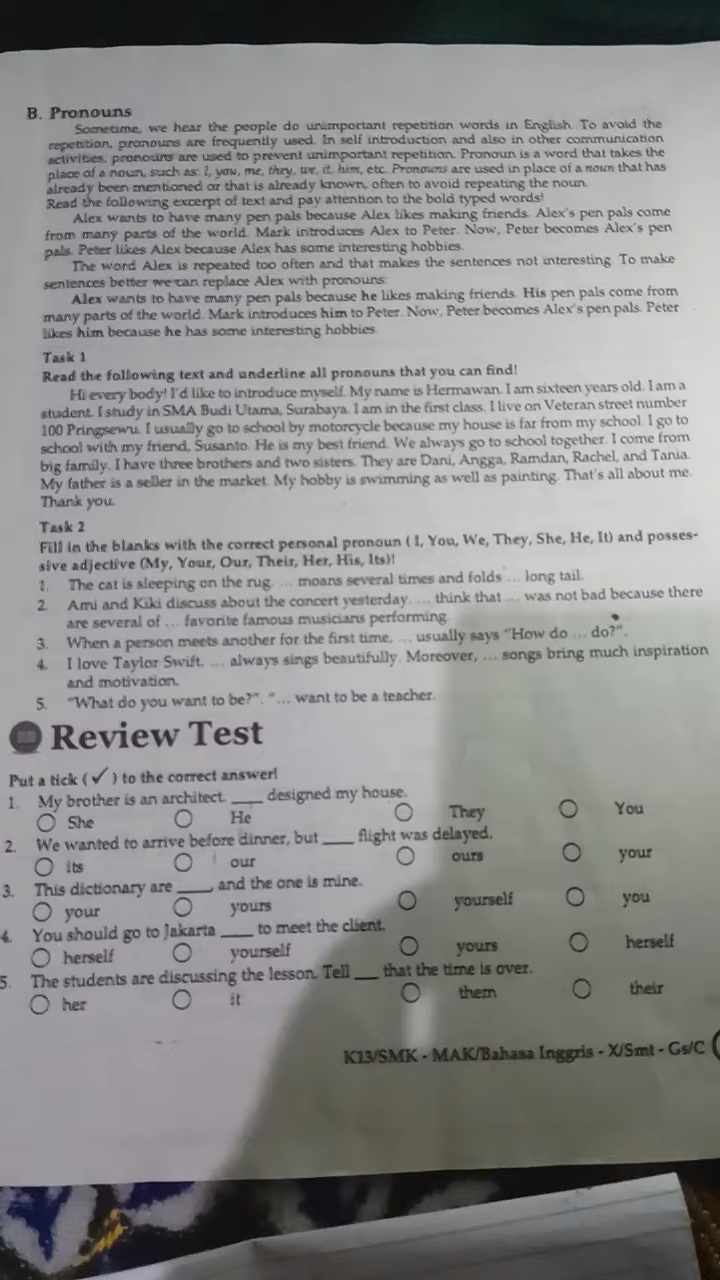 B. Pronouns
Sometime, we hear the people do unimportant repetition words in English. To avoid the
repetition, pronouns are frequently used. In self introduction and also in other communication
activities, pronouns are used to prevent unimportant repetition. Pronoun is a word that takes the
place of a noun, such as: I, you, me, they, we, it, him, etc. Pronouns are used in place of a noun that has
already been mentioned or that is already known, often to avoid repeating the noun.
Read the following excerpt of text and pay attention to the bold typed words!
Alex wants to have many pen pals because Alex likes making friends. Alex's pen pals come
from many parts of the world. Mark introduces Alex to Peter. Now, Peter becomes Alex's pen
pals. Peter likes Alex because Alex has some interesting hobbies.
The word Alex is repeated too often and that makes the sentences not interesting. To make
sentences better we can replace Alex with pronouns:
Alex wants to have many pen pals because he likes making friends. His pen pals come from
many parts of the world. Mark introduces him to Peter. Now, Peter becomes Alex's pen pals. Peter
likes him because he has some interesting hobbies.
Task 1
Read the following text and underline all pronouns that you can find!
Hi every body! I'd like to introduce myself. My name is Hermawan. I am sixteen years old. I am a
student. I study in SMA Budi Utama, Surabaya. I am in the first class. I live on Veteran street number
100 Pringsewu. I usually go to school by motorcycle because my house is far from my school. I go to
school with my friend, Susanto. He is my best friend. We always go to school together. I come from
big family. I have three brothers and two sisters. They are Dani, Angga, Ramdan, Rachel, and Tania.
My father is a seller in the market. My hobby is swimming as well as painting. That's all about me.
Thank you.
Task 2
Fill in the blanks with the correct personal pronoun ( I, You, We, They, She, He, It) and posses-
sive adjective (My, Your, Our, Their, Her, His, Its)!
1. The cat is sleeping on the rug. ... moans several times and folds ... long tail.
2. Ami and Kiki discuss about the concert yesterday. ... think that ... was not bad because there
are several of ... favorite famous musicians performing.
3. When a person meets another for the first time, ... usually says "How do ... do?".
4. I love Taylor Swift. ... always sings beautifully. Moreover, ... songs bring much inspiration
and motivation.
5. "What do you want to be?". "... want to be a teacher.
Review Test
Put a tick ( ✓ ) to the correct answer!
1. My brother is an architect. ____ designed my house.
She He They You
2. We wanted to arrive before dinner, but ____ flight was delayed.
its our ours your
3. This dictionary are ____, and the one is mine.
your yours yourself you
4. You should go to Jakarta ____ to meet the client.
herself yourself yours herself
5. The students are discussing the lesson. Tell ___ that the time is over.
her it them their
K13/SMK - MAK/Bahasa Inggris - X/Smt - Gs/C